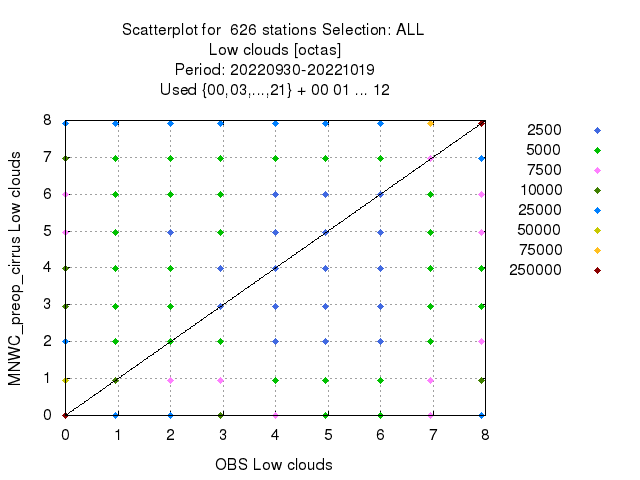 Scatterplot for  626 stations Selection: ALL
Low clouds [octas]
Period: 20220930-20221019
Used {00,03,...,21} + 00 01 ... 12
MNWC_preop_cirrus Low clouds
8
7
6
5
4
3
2
1
0
0 1 2 3 4 5 6 7 8
OBS Low clouds
2500
5000
7500
10000
25000
50000
75000
250000